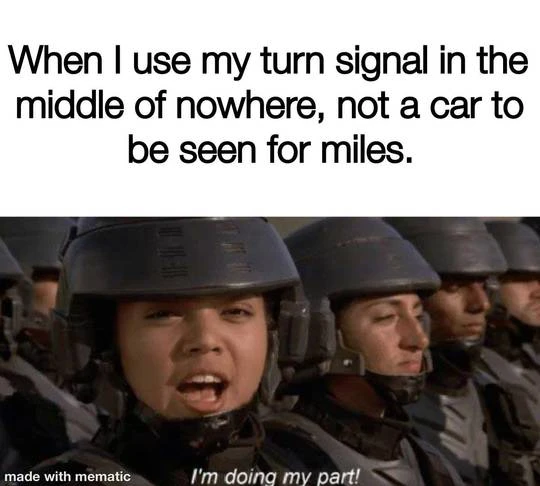 When I use my turn signal in the
middle of nowhere, not a car to
be seen for miles.
I'm doing my part!
made with mematic